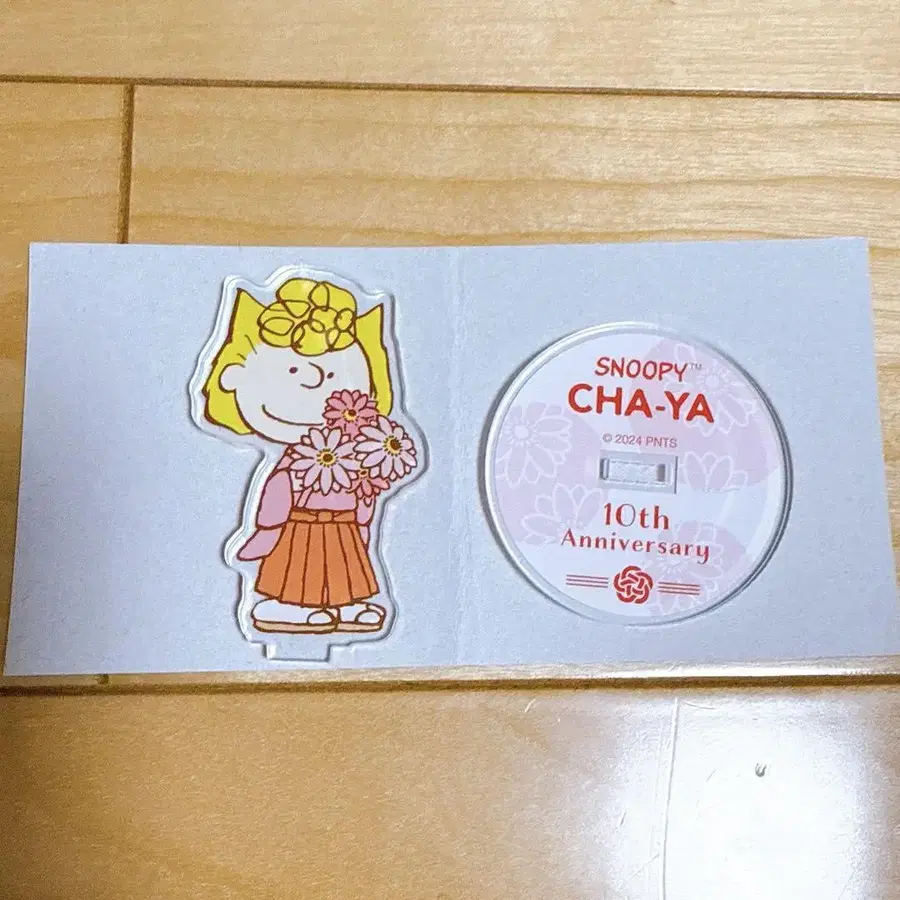 SNOOPY™
CHA-YA
© 2024 PNTS
10th
Anniversary